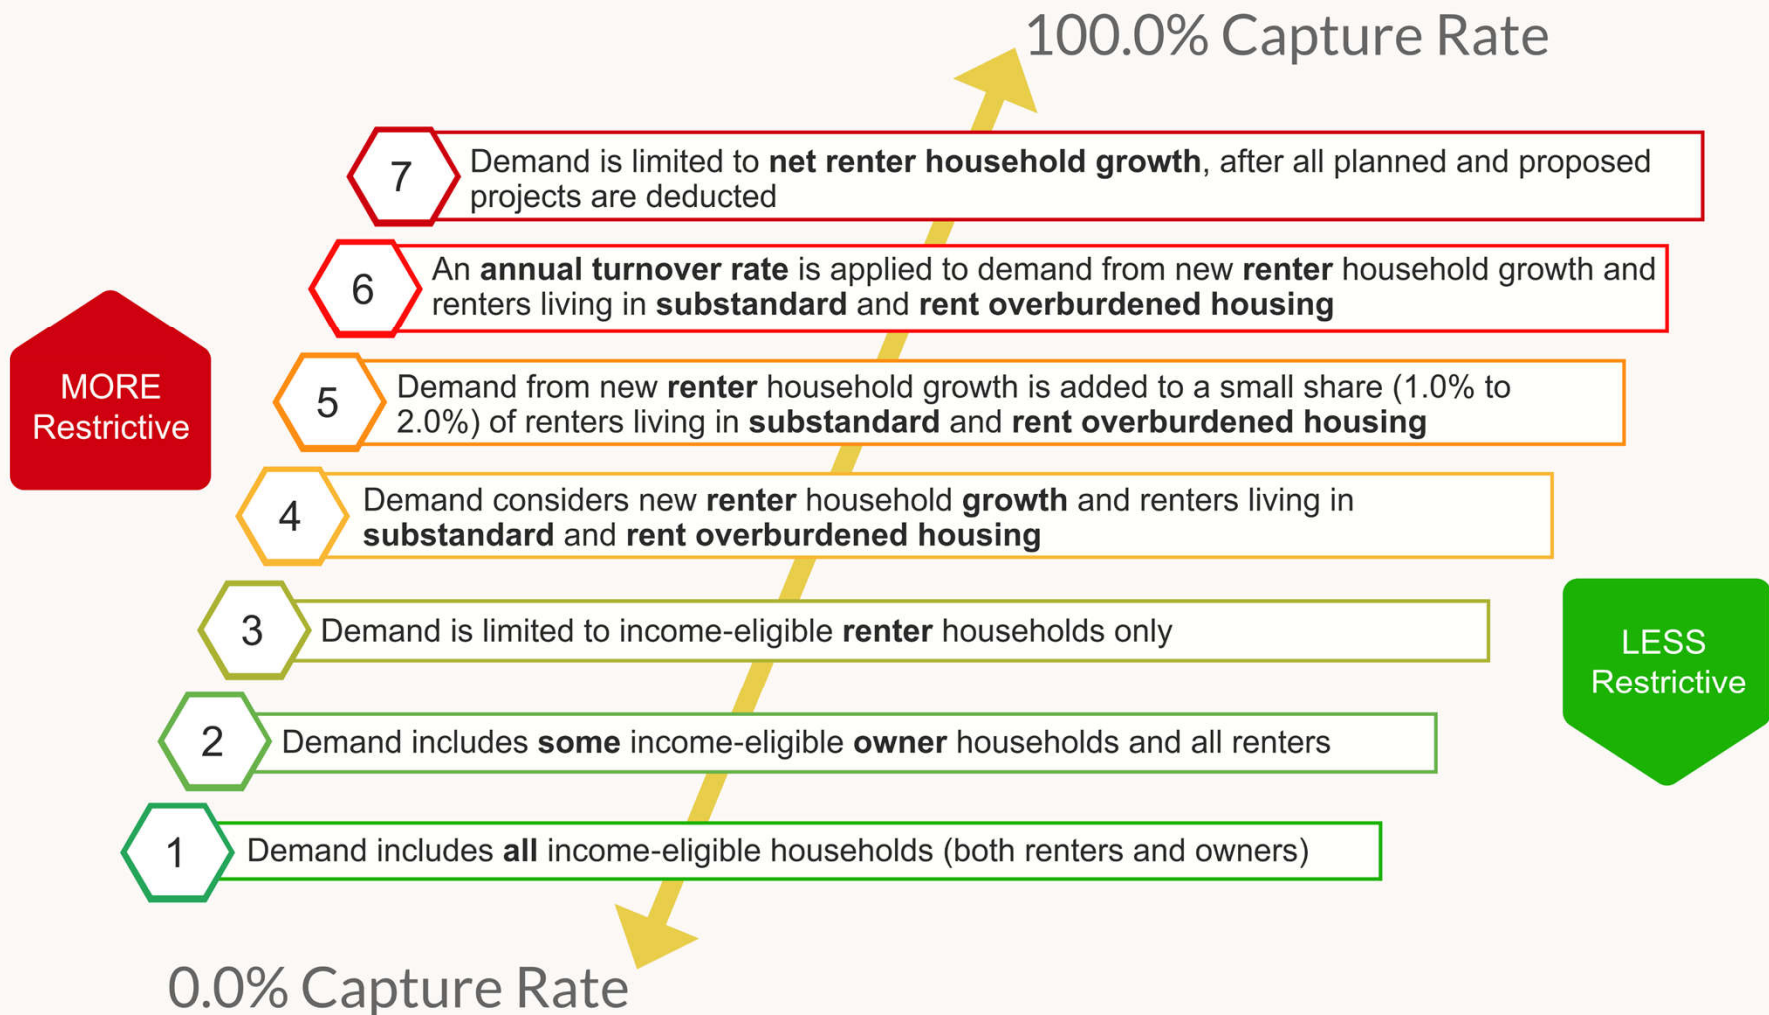 100.0% Capture Rate
7
Demand is limited to net renter household growth, after all planned and proposed
projects are deducted
6
An annual turnover rate is applied to demand from new renter household growth and
renters living in substandard and rent overburdened housing
MORE
Restrictive
5
Demand from new renter household growth is added to a small share (1.0% to
2.0%) of renters living in substandard and rent overburdened housing
4
Demand considers new renter household growth and renters living in
substandard and rent overburdened housing
3
Demand is limited to income-eligible renter households only
LESS
Restrictive
2
Demand includes some income-eligible owner households and all renters
1
Demand includes all income-eligible households (both renters and owners)
0.0% Capture Rate